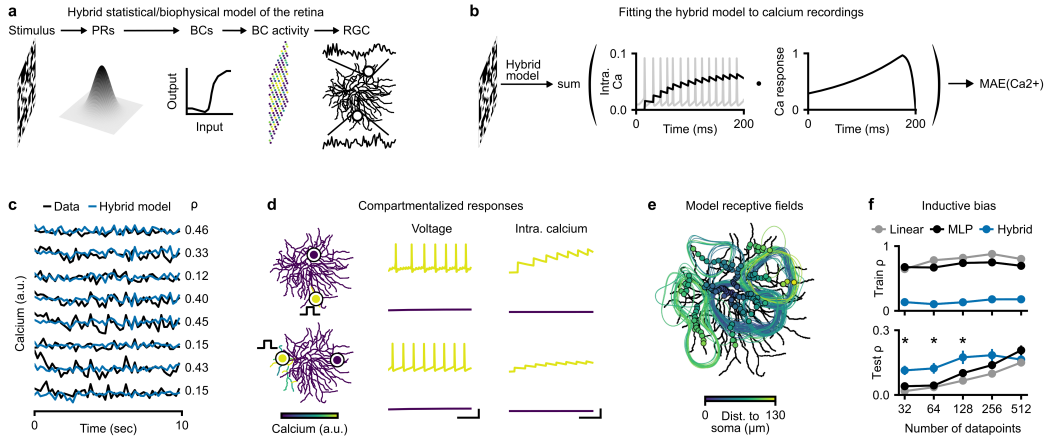 a
Hybrid statistical/biophysical model of the retina
Stimulus
PRs
BCs
BC activity
RGC
Output
Input
b
Fitting the hybrid model to calcium recordings
Hybrid
model
sum
Intra.
Ca
0.1
0.0
0
200
Time (ms)
Ca response
1
0
0
200
Time (ms)
MAE(Ca2+)
c
Data
Hybrid model
ρ
0.46
0.33
0.12
0.40
0.45
0.15
0.43
0.15
Calcium (a.u.)
0
10
Time (sec)
d
Compartmentalized responses
Voltage
Intra. calcium
Calcium (a.u.)
e
Model receptive fields
0
130
Dist. to
soma (µm)
f
Inductive bias
Linear
MLP
Hybrid
Train ρ
1
0
Test ρ
0.3
0.0
* * *
32 64 128 256 512
Number of datapoints